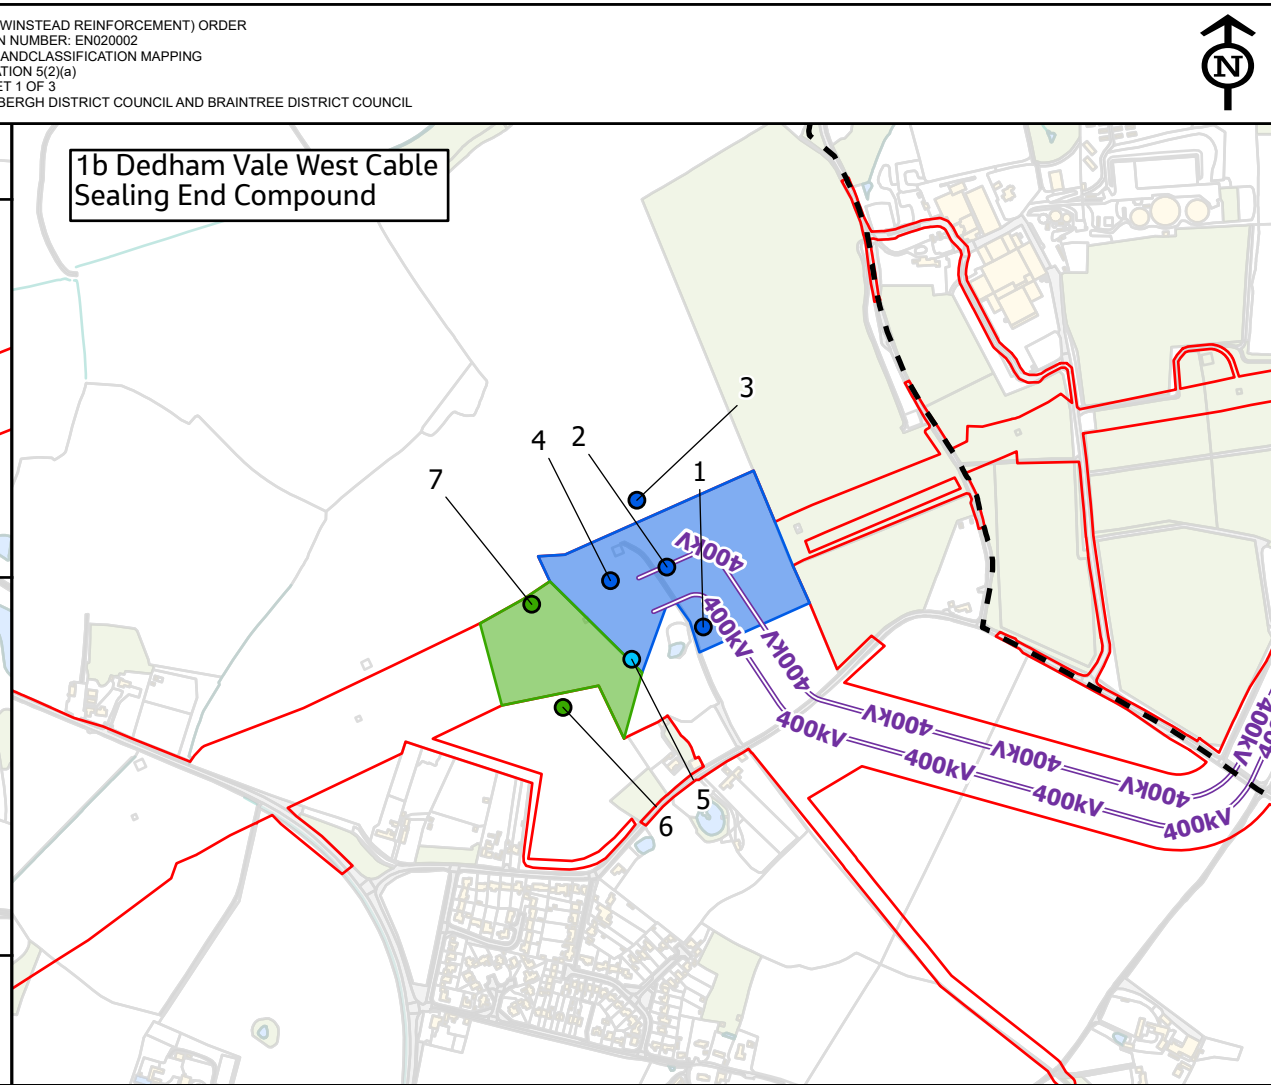 WINSTEAD REINFORCEMENT) ORDER
N NUMBER: EN020002
ANDCLASSIFICATION MAPPING
ATION 5(2)(a)
ET 1 OF 3
BERGH DISTRICT COUNCIL AND BRAINTREE DISTRICT COUNCIL
N
1b Dedham Vale West Cable
Sealing End Compound
3
4
2
1
7
400kV
400kV
400kV
400kV
400kV
400kV
400kV
400kV
400kV
400kV
400kV
400kV
5
6